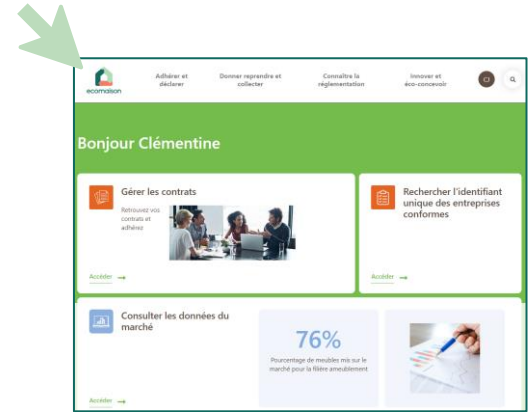 ecomaison
Adhérer et
déclarer
Donner reprendre et
collecter
Connaître la
réglementation
Innover et
éco-concevoir
CJ
Bonjour Clémentine
Gérer les contrats
Retrouvez vos
contrats et
adhérez
Accéder →
Rechercher l'identifiant
unique des entreprises
conformes
Accéder →
Consulter les données du
marché
76%
Pourcentage de meubles mis sur le
marché pour la filière ameublement
Accéder →